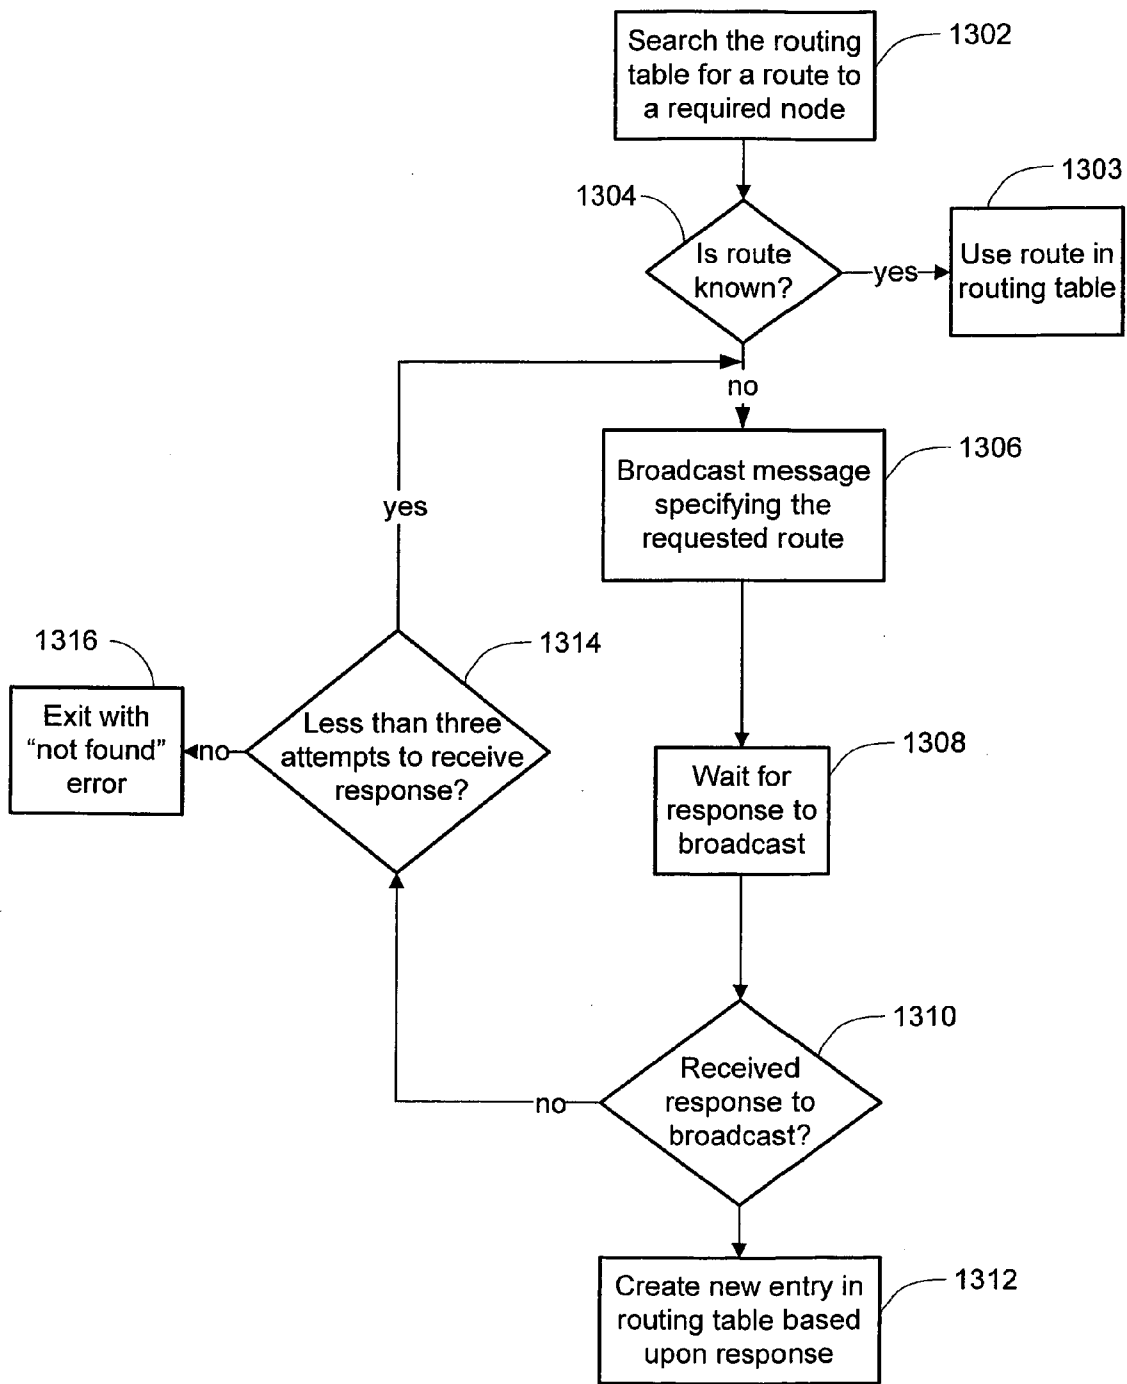 Search the routing
table for a route to
a required node
1302
1304
Is route
known?
yes
1303
Use route in
routing table
no
Broadcast message
specifying the
requested route
1306
yes
1316
Exit with
“not found”
error
no
1314
Less than three
attempts to receive
response?
1308
Wait for
response to
broadcast
1310
Received
response to
broadcast?
no
Create new entry in
routing table based
upon response
1312